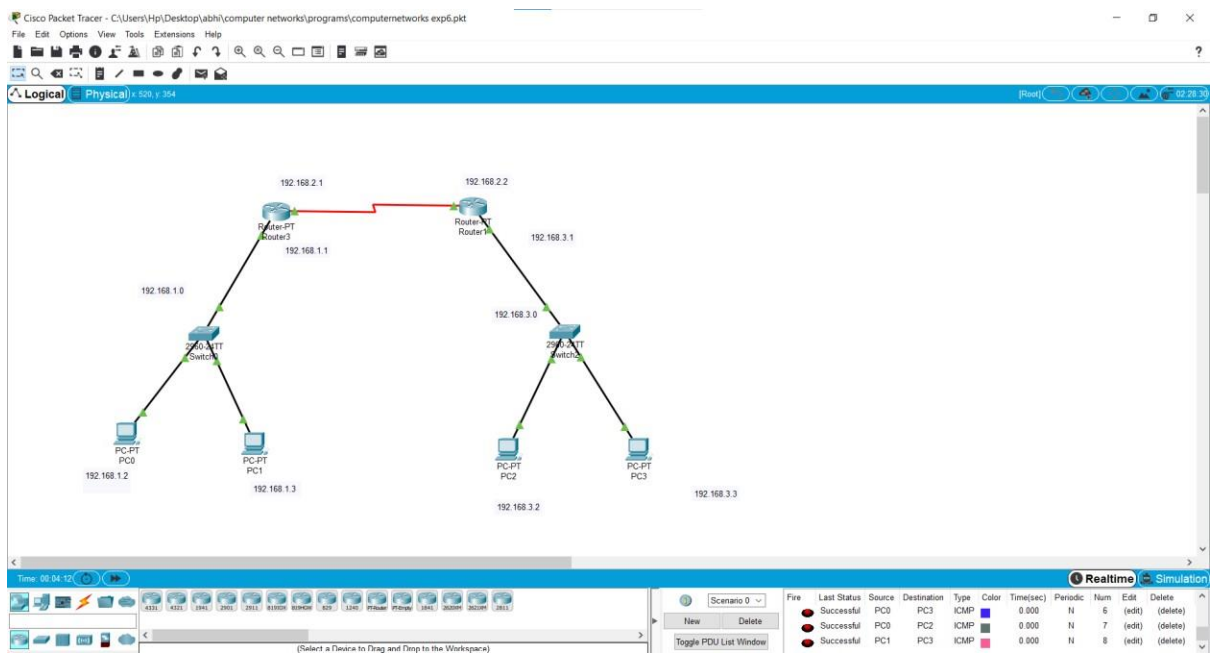 Cisco Packet Tracer - C:\Users\Hp\Desktop\abhi\computer networks\programs\computernetworks exp6.pkt
File Edit Options View Tools Extensions Help
?
Logical Physical x: 520, y: 354 [Root] 02:28:30
192.168.2.1 192.168.2.2
Router-PT Router-PT
Router3 Router1
192.168.3.1
192.168.1.1
192.168.1.0
192.168.3.0
2960-24TT 2960-24TT
Switch0 Switch2
PC-PT PC-PT PC-PT PC-PT
PC0 PC1 PC2 PC3
192.168.1.2
192.168.1.3
192.168.3.3
192.168.3.2
Time: 00:04:12 Realtime Simulation
4331 4321 1941 2901 2911 819IOX 819HGW 829 1240 PT-Router PT-Empty 1841 2620XM 2621XM 2811
(Select a Device to Drag and Drop to the Workspace)
Scenario 0
New Delete
Toggle PDU List Window
Fire Last Status Source Destination Type Color Time(sec) Periodic Num Edit Delete
Successful PC0 PC3 ICMP 0.000 N 6 (edit) (delete)
Successful PC0 PC2 ICMP 0.000 N 7 (edit) (delete)
Successful PC1 PC3 ICMP 0.000 N 8 (edit) (delete)